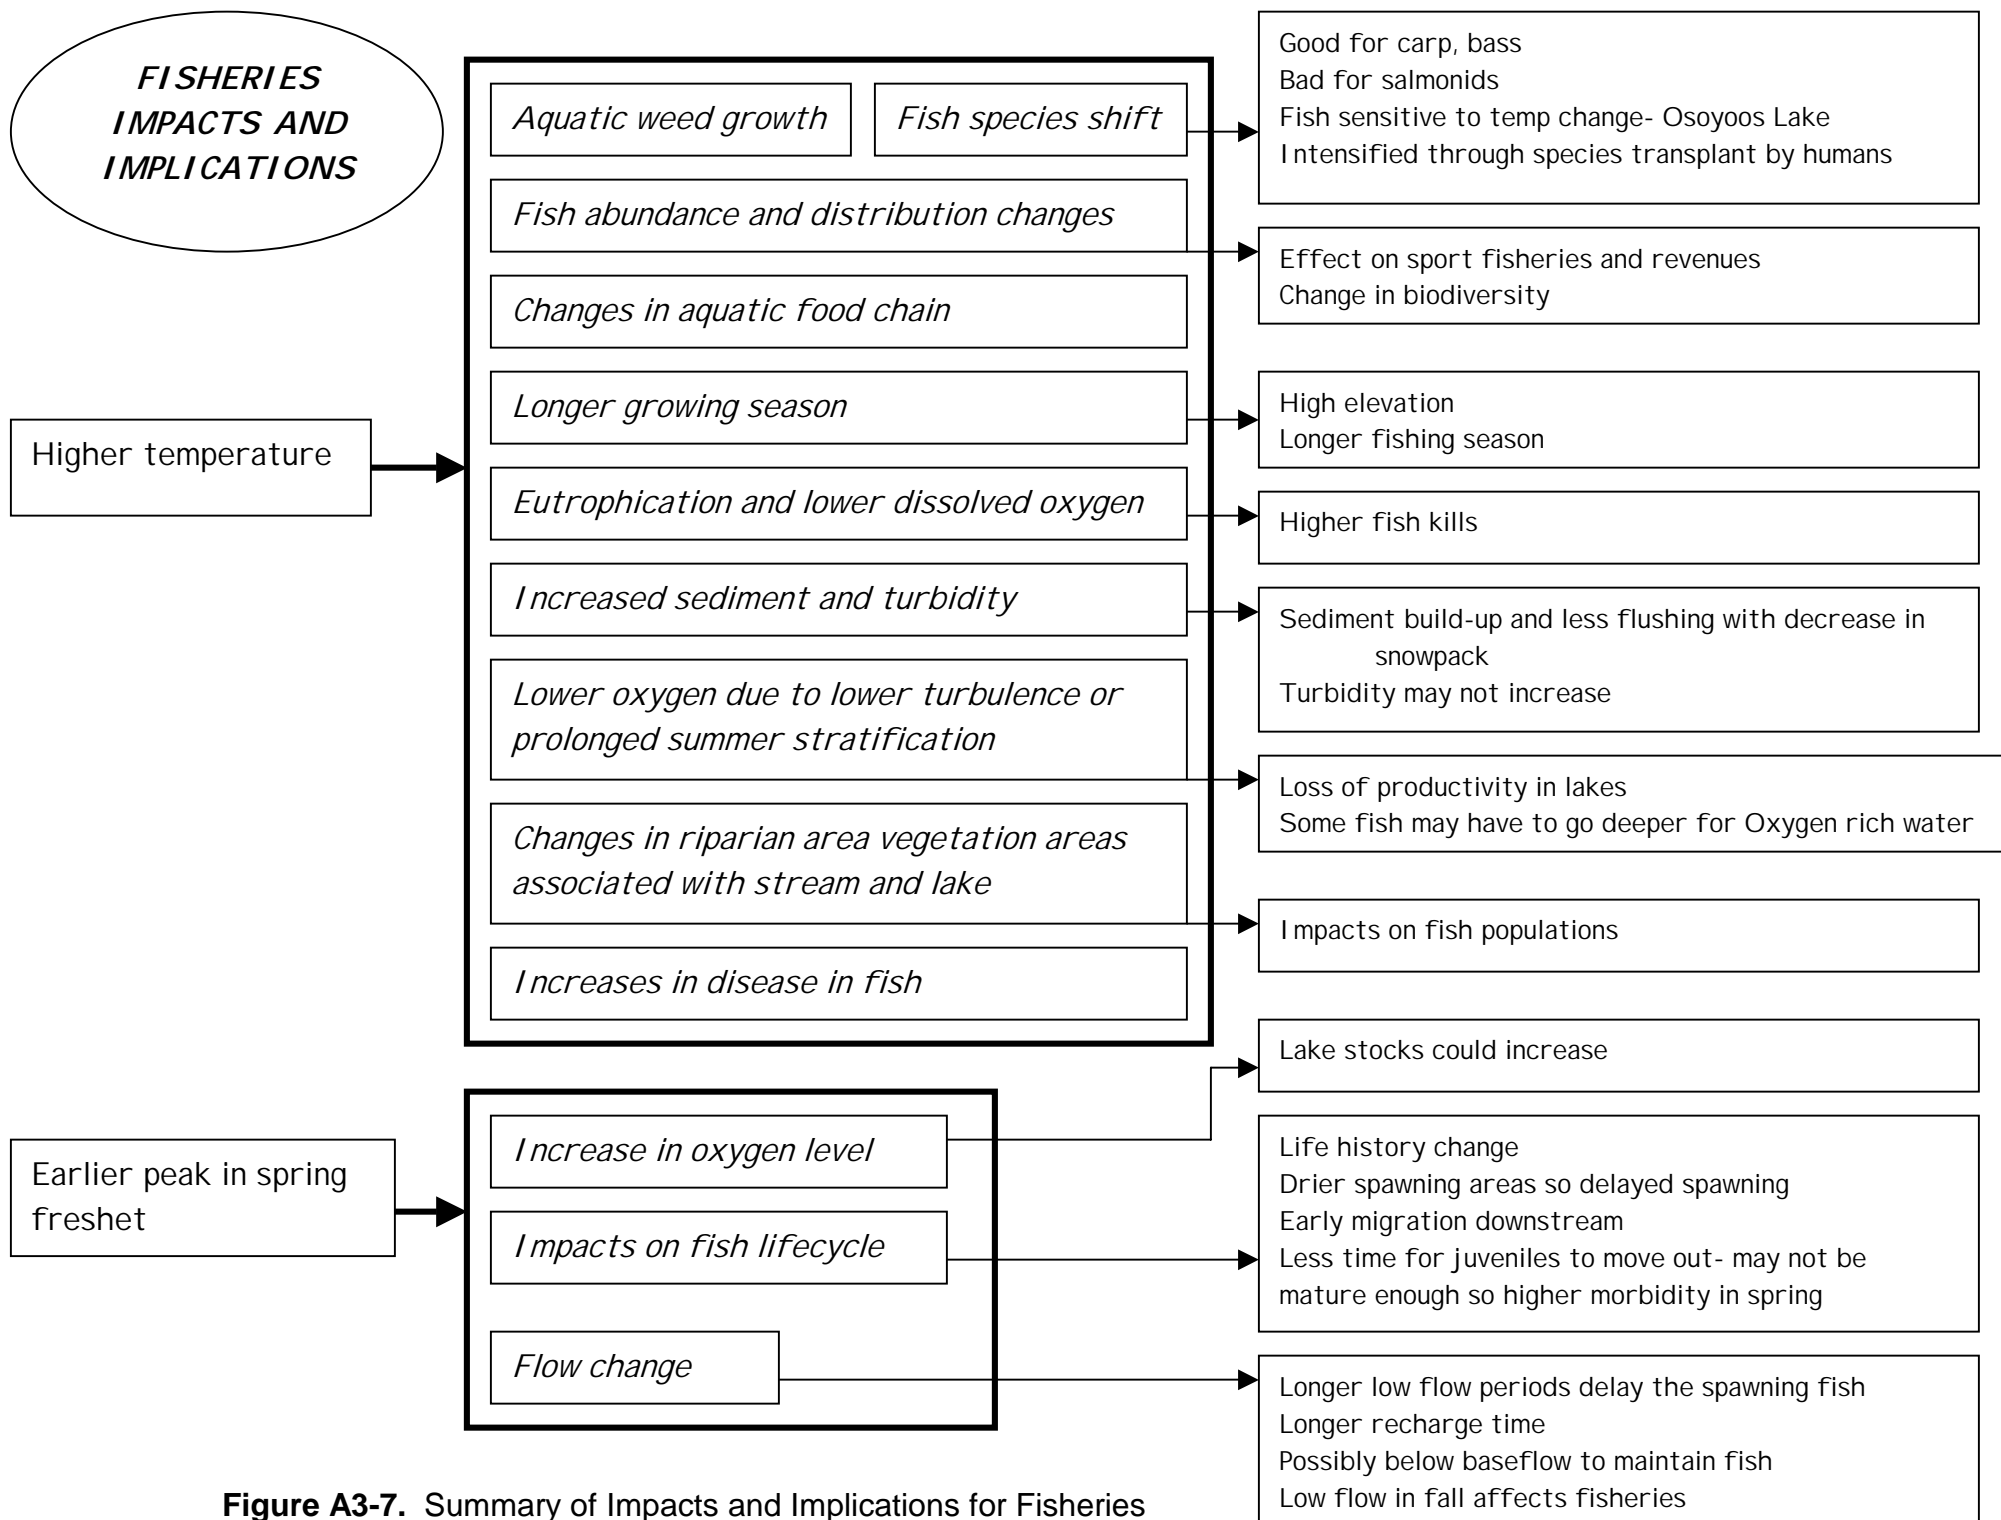 FISHERIES
IMPACTS AND
IMPLICATIONS
Higher temperature
Aquatic weed growth
Fish species shift
Fish abundance and distribution changes
Changes in aquatic food chain
Longer growing season
Eutrophication and lower dissolved oxygen
Increased sediment and turbidity
Lower oxygen due to lower turbulence or
prolonged summer stratification
Changes in riparian area vegetation areas
associated with stream and lake
Increases in disease in fish
Good for carp, bass
Bad for salmonids
Fish sensitive to temp change- Osoyoos Lake
Intensified through species transplant by humans
Effect on sport fisheries and revenues
Change in biodiversity
High elevation
Longer fishing season
Higher fish kills
Sediment build-up and less flushing with decrease in
snowpack
Turbidity may not increase
Loss of productivity in lakes
Some fish may have to go deeper for Oxygen rich water
Impacts on fish populations
Earlier peak in spring
freshet
Increase in oxygen level
Impacts on fish lifecycle
Flow change
Lake stocks could increase
Life history change
Drier spawning areas so delayed spawning
Early migration downstream
Less time for juveniles to move out- may not be
mature enough so higher morbidity in spring
Longer low flow periods delay the spawning fish
Longer recharge time
Possibly below baseflow to maintain fish
Low flow in fall affects fisheries
Figure A3-7. Summary of Impacts and Implications for Fisheries